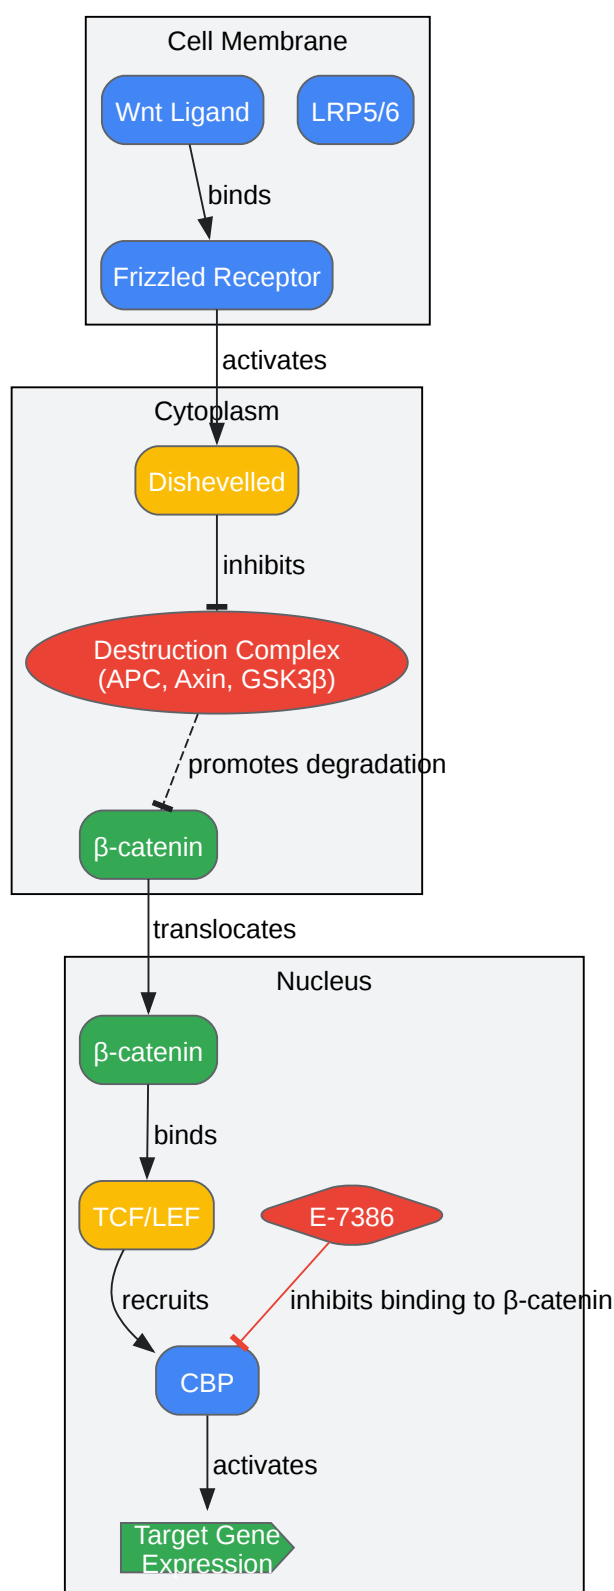 Cell Membrane
Wnt Ligand
LRP5/6
binds
Frizzled Receptor
activates
Cytoplasm
Dishevelled
inhibits
Destruction Complex
(APC, Axin, GSK3β)
promotes degradation
β-catenin
translocates
Nucleus
β-catenin
binds
TCF/LEF
E-7386
recruits
inhibits binding to β-catenin
CBP
activates
Target Gene
Expression